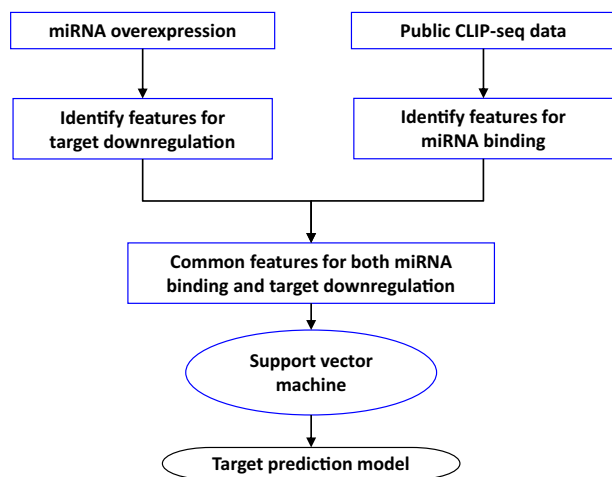 miRNA overexpression
Public CLIP-seq data
Identify features for
target downregulation
Identify features for
miRNA binding
Common features for both miRNA
binding and target downregulation
Support vector
machine
Target prediction model